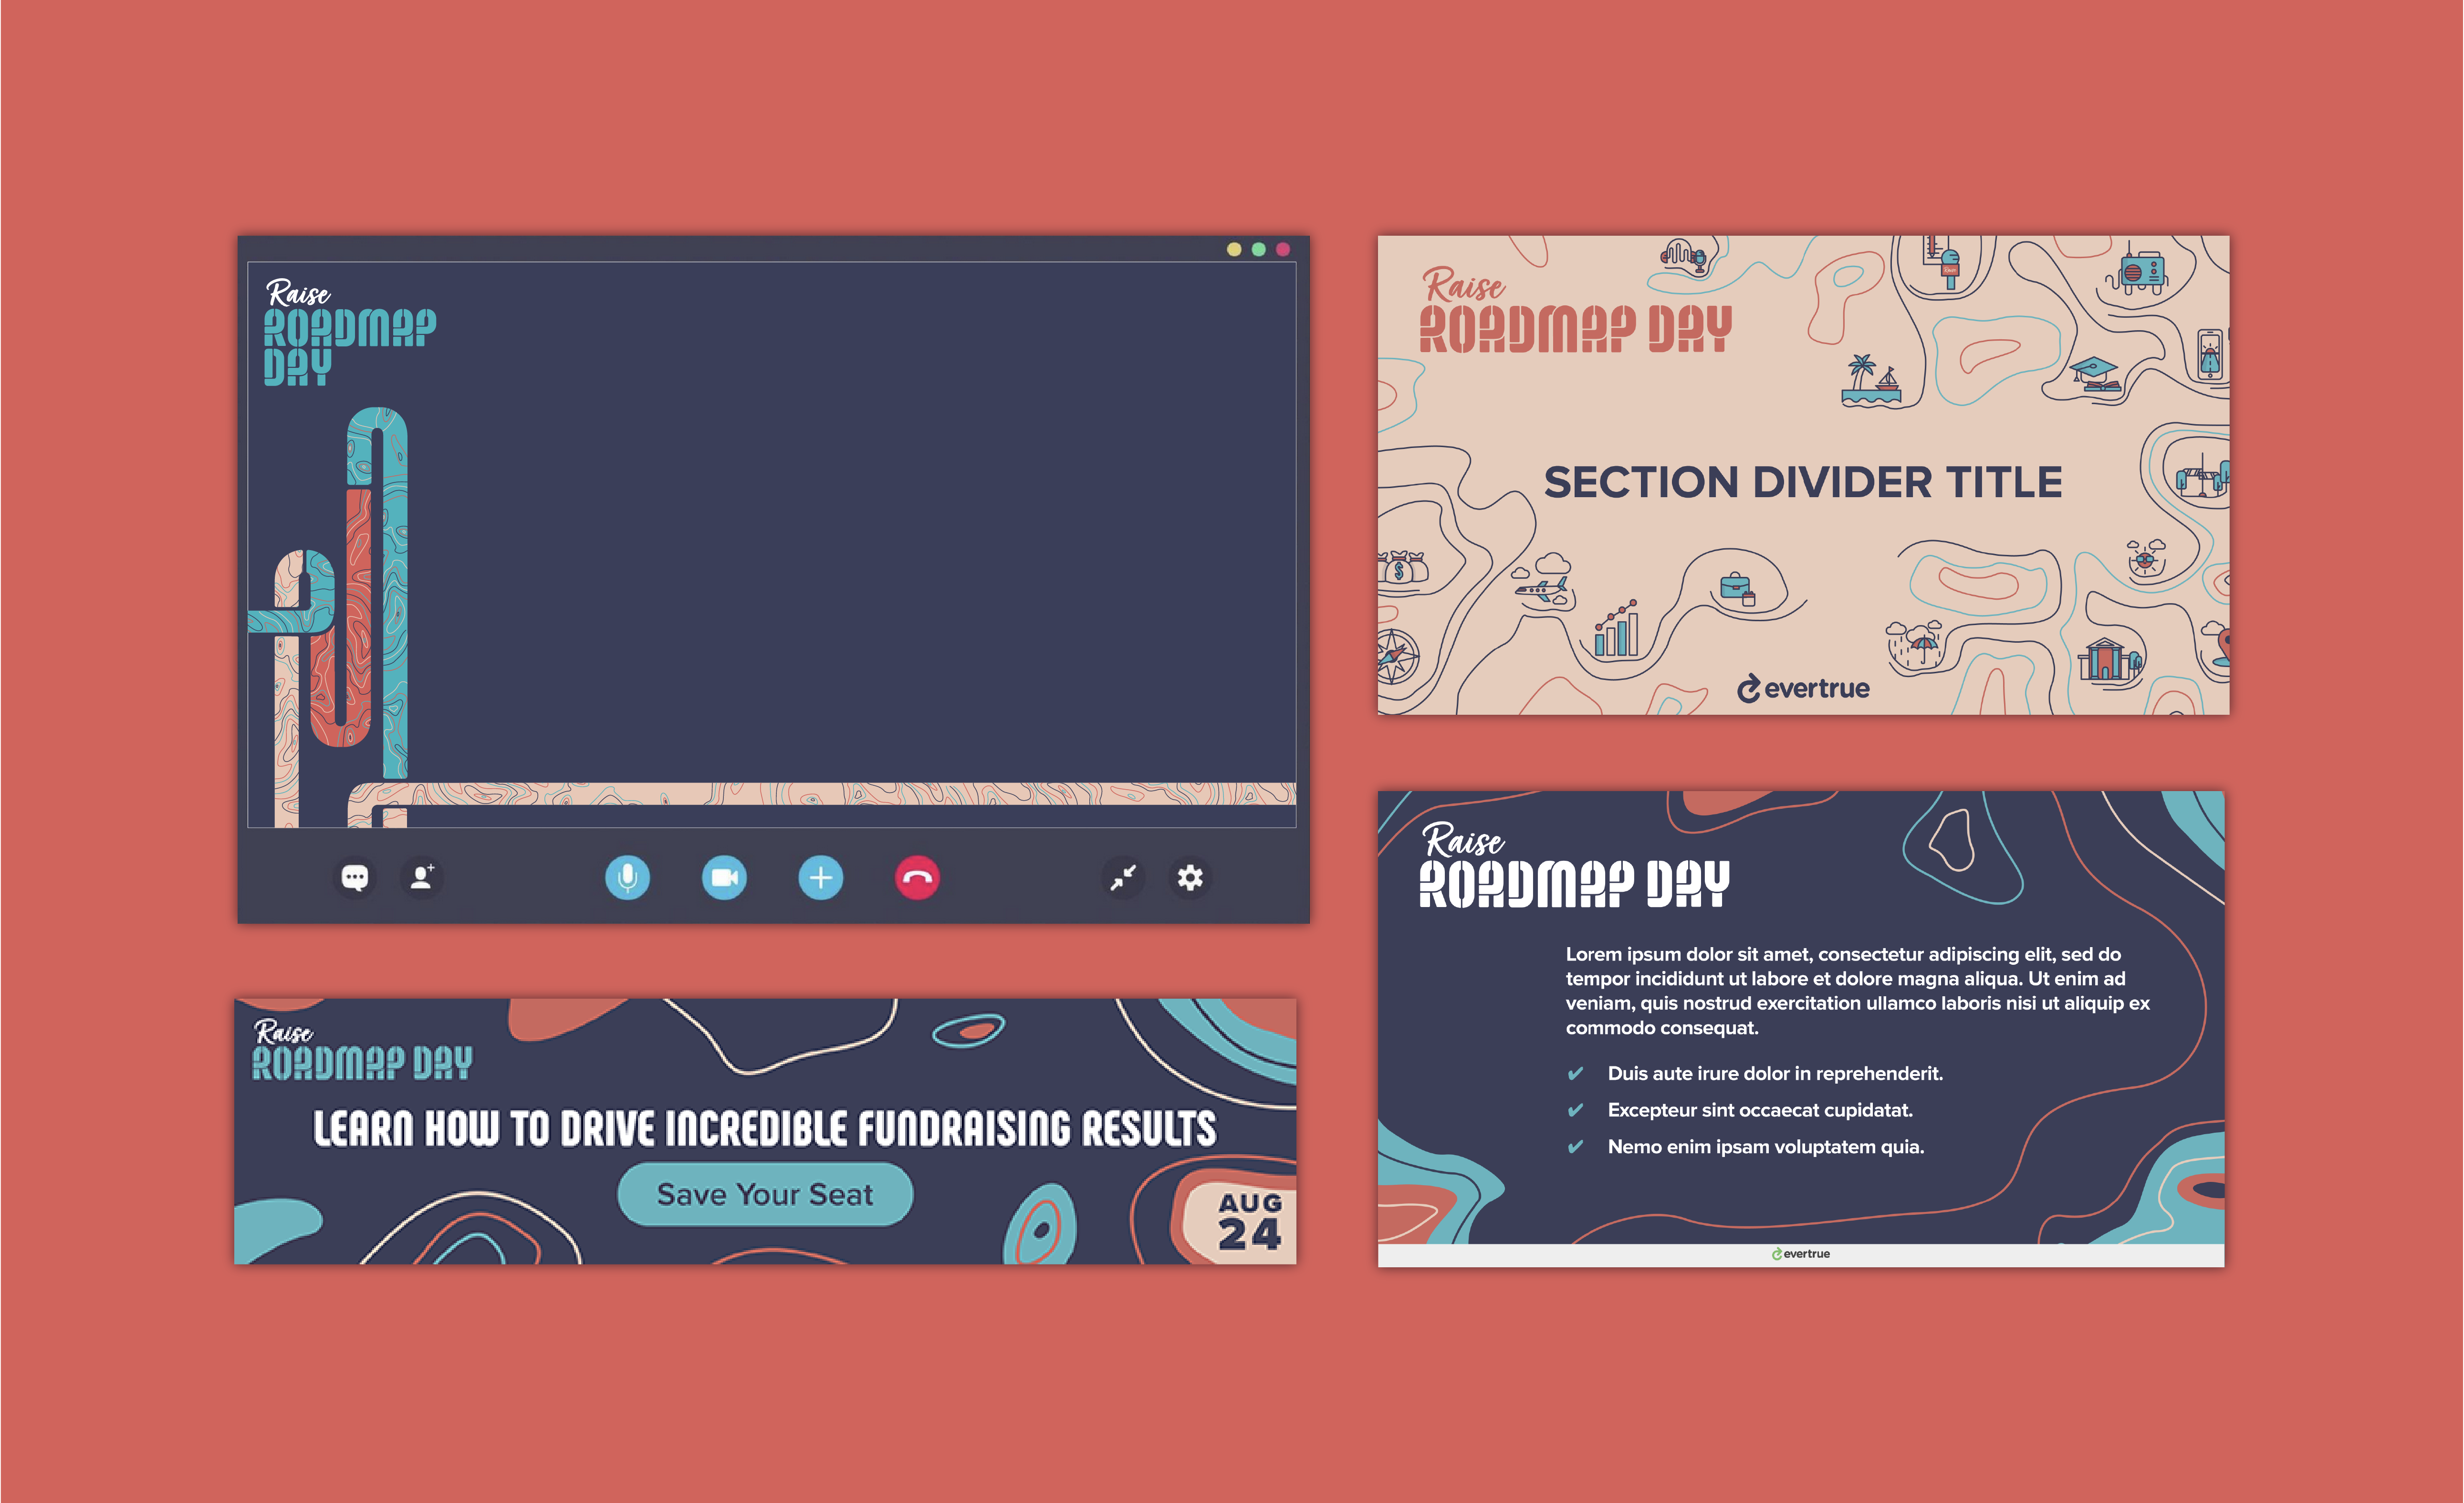 Raise
ROADMAP
DAY
Raise
ROADMAP DAY
SECTION DIVIDER TITLE
evertrue
Raise
ROADMAP DAY
LEARN HOW TO DRIVE INCREDIBLE FUNDRAISING RESULTS
Save Your Seat
AUG
24
Raise
ROADMAP DAY
Lorem ipsum dolor sit amet, consectetur adipiscing elit, sed do
tempor incididunt ut labore et dolore magna aliqua. Ut enim ad
veniam, quis nostrud exercitation ullamco laboris nisi ut aliquip ex
commodo consequat.
✔ Duis aute irure dolor in reprehenderit.
✔ Excepteur sint occaecat cupidatat.
✔ Nemo enim ipsam voluptatem quia.
evertrue